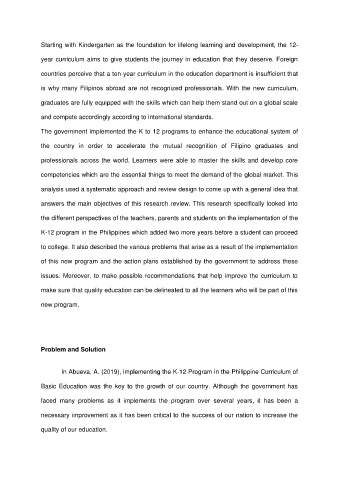 Starting with Kindergarten as the foundation for lifelong learning and development, the 12-
year curriculum aims to give students the journey in education that they deserve. Foreign
countries perceive that a ten-year curriculum in the education department is insufficient that
is why many Filipinos abroad are not recognized professionals. With the new curriculum,
graduates are fully equipped with the skills which can help them stand out on a global scale
and compete accordingly according to international standards.
The government implemented the K to 12 programs to enhance the educational system of
the country in order to accelerate the mutual recognition of Filipino graduates and
professionals across the world. Learners were able to master the skills and develop core
competencies which are the essential things to meet the demand of the global market. This
analysis used a systematic approach and review design to come up with a general idea that
answers the main objectives of this research review. This research specifically looked into
the different perspectives of the teachers, parents and students on the implementation of the
K-12 program in the Philippines which added two more years before a student can proceed
to college. It also described the various problems that arise as a result of the implementation
of this new program and the action plans established by the government to address these
issues. Moreover, to make possible recommendations that help improve the curriculum to
make sure that quality education can be delineated to all the learners who will be part of this
new program.
Problem and Solution
In Abueva, A. (2019), implementing the K-12 Program in the Philippine Curriculum of
Basic Education was the key to the growth of our country. Although the government has
faced many problems as it implements the program over several years, it has been a
necessary improvement as it has been critical to the success of our nation to increase the
quality of our education.